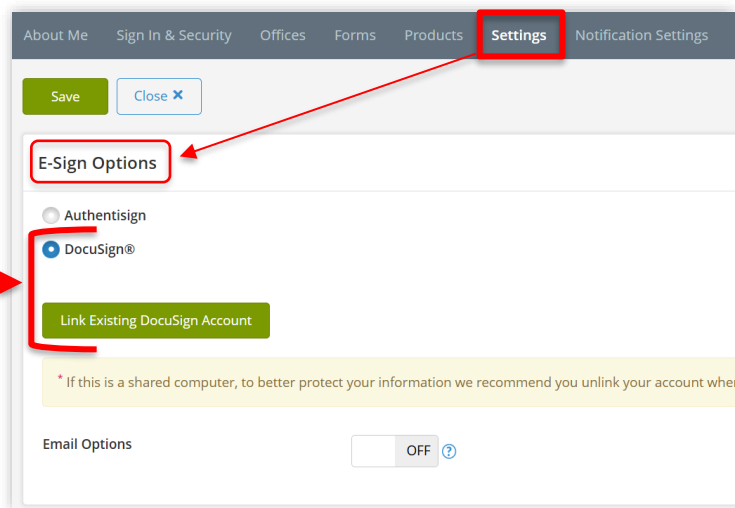 About Me Sign In & Security Offices Forms Products Settings Notification Settings
Save Close ×
E-Sign Options
Authentisign
DocuSign®
Link Existing DocuSign Account
* If this is a shared computer, to better protect your information we recommend you unlink your account when
Email Options OFF ?